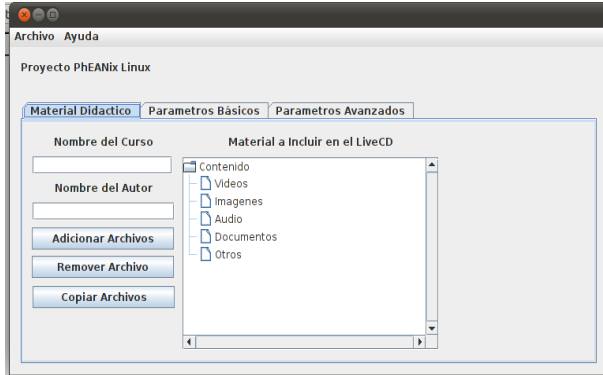 Archivo Ayuda
Proyecto PhEANix Linux
Material Didactico Parametros Básicos Parametros Avanzados
Nombre del Curso
Material a Incluir en el LiveCD
Contenido
Videos
Nombre del Autor
Imagenes
Audio
Adicionar Archivos
Documentos
Otros
Remover Archivo
Copiar Archivos